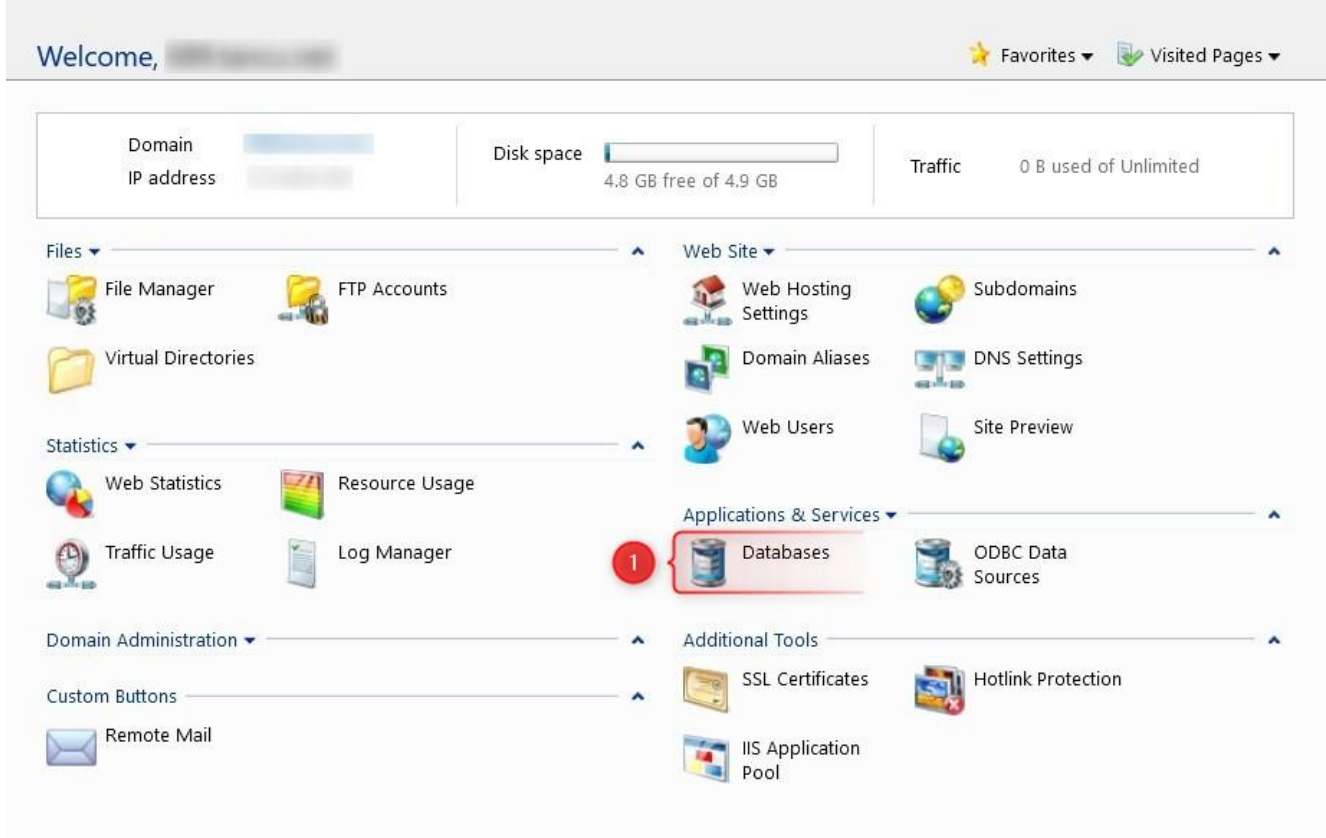 Welcome,
Favorites
Visited Pages
Domain
IP address
Disk space
4.8 GB free of 4.9 GB
Traffic
0 B used of Unlimited
Files
File Manager
FTP Accounts
Virtual Directories
Statistics
Web Statistics
Resource Usage
Traffic Usage
Log Manager
Domain Administration
Custom Buttons
Remote Mail
Web Site
Web Hosting
Settings
Subdomains
Domain Aliases
DNS Settings
Web Users
Site Preview
Applications & Services
1
Databases
ODBC Data
Sources
Additional Tools
SSL Certificates
Hotlink Protection
IIS Application
Pool